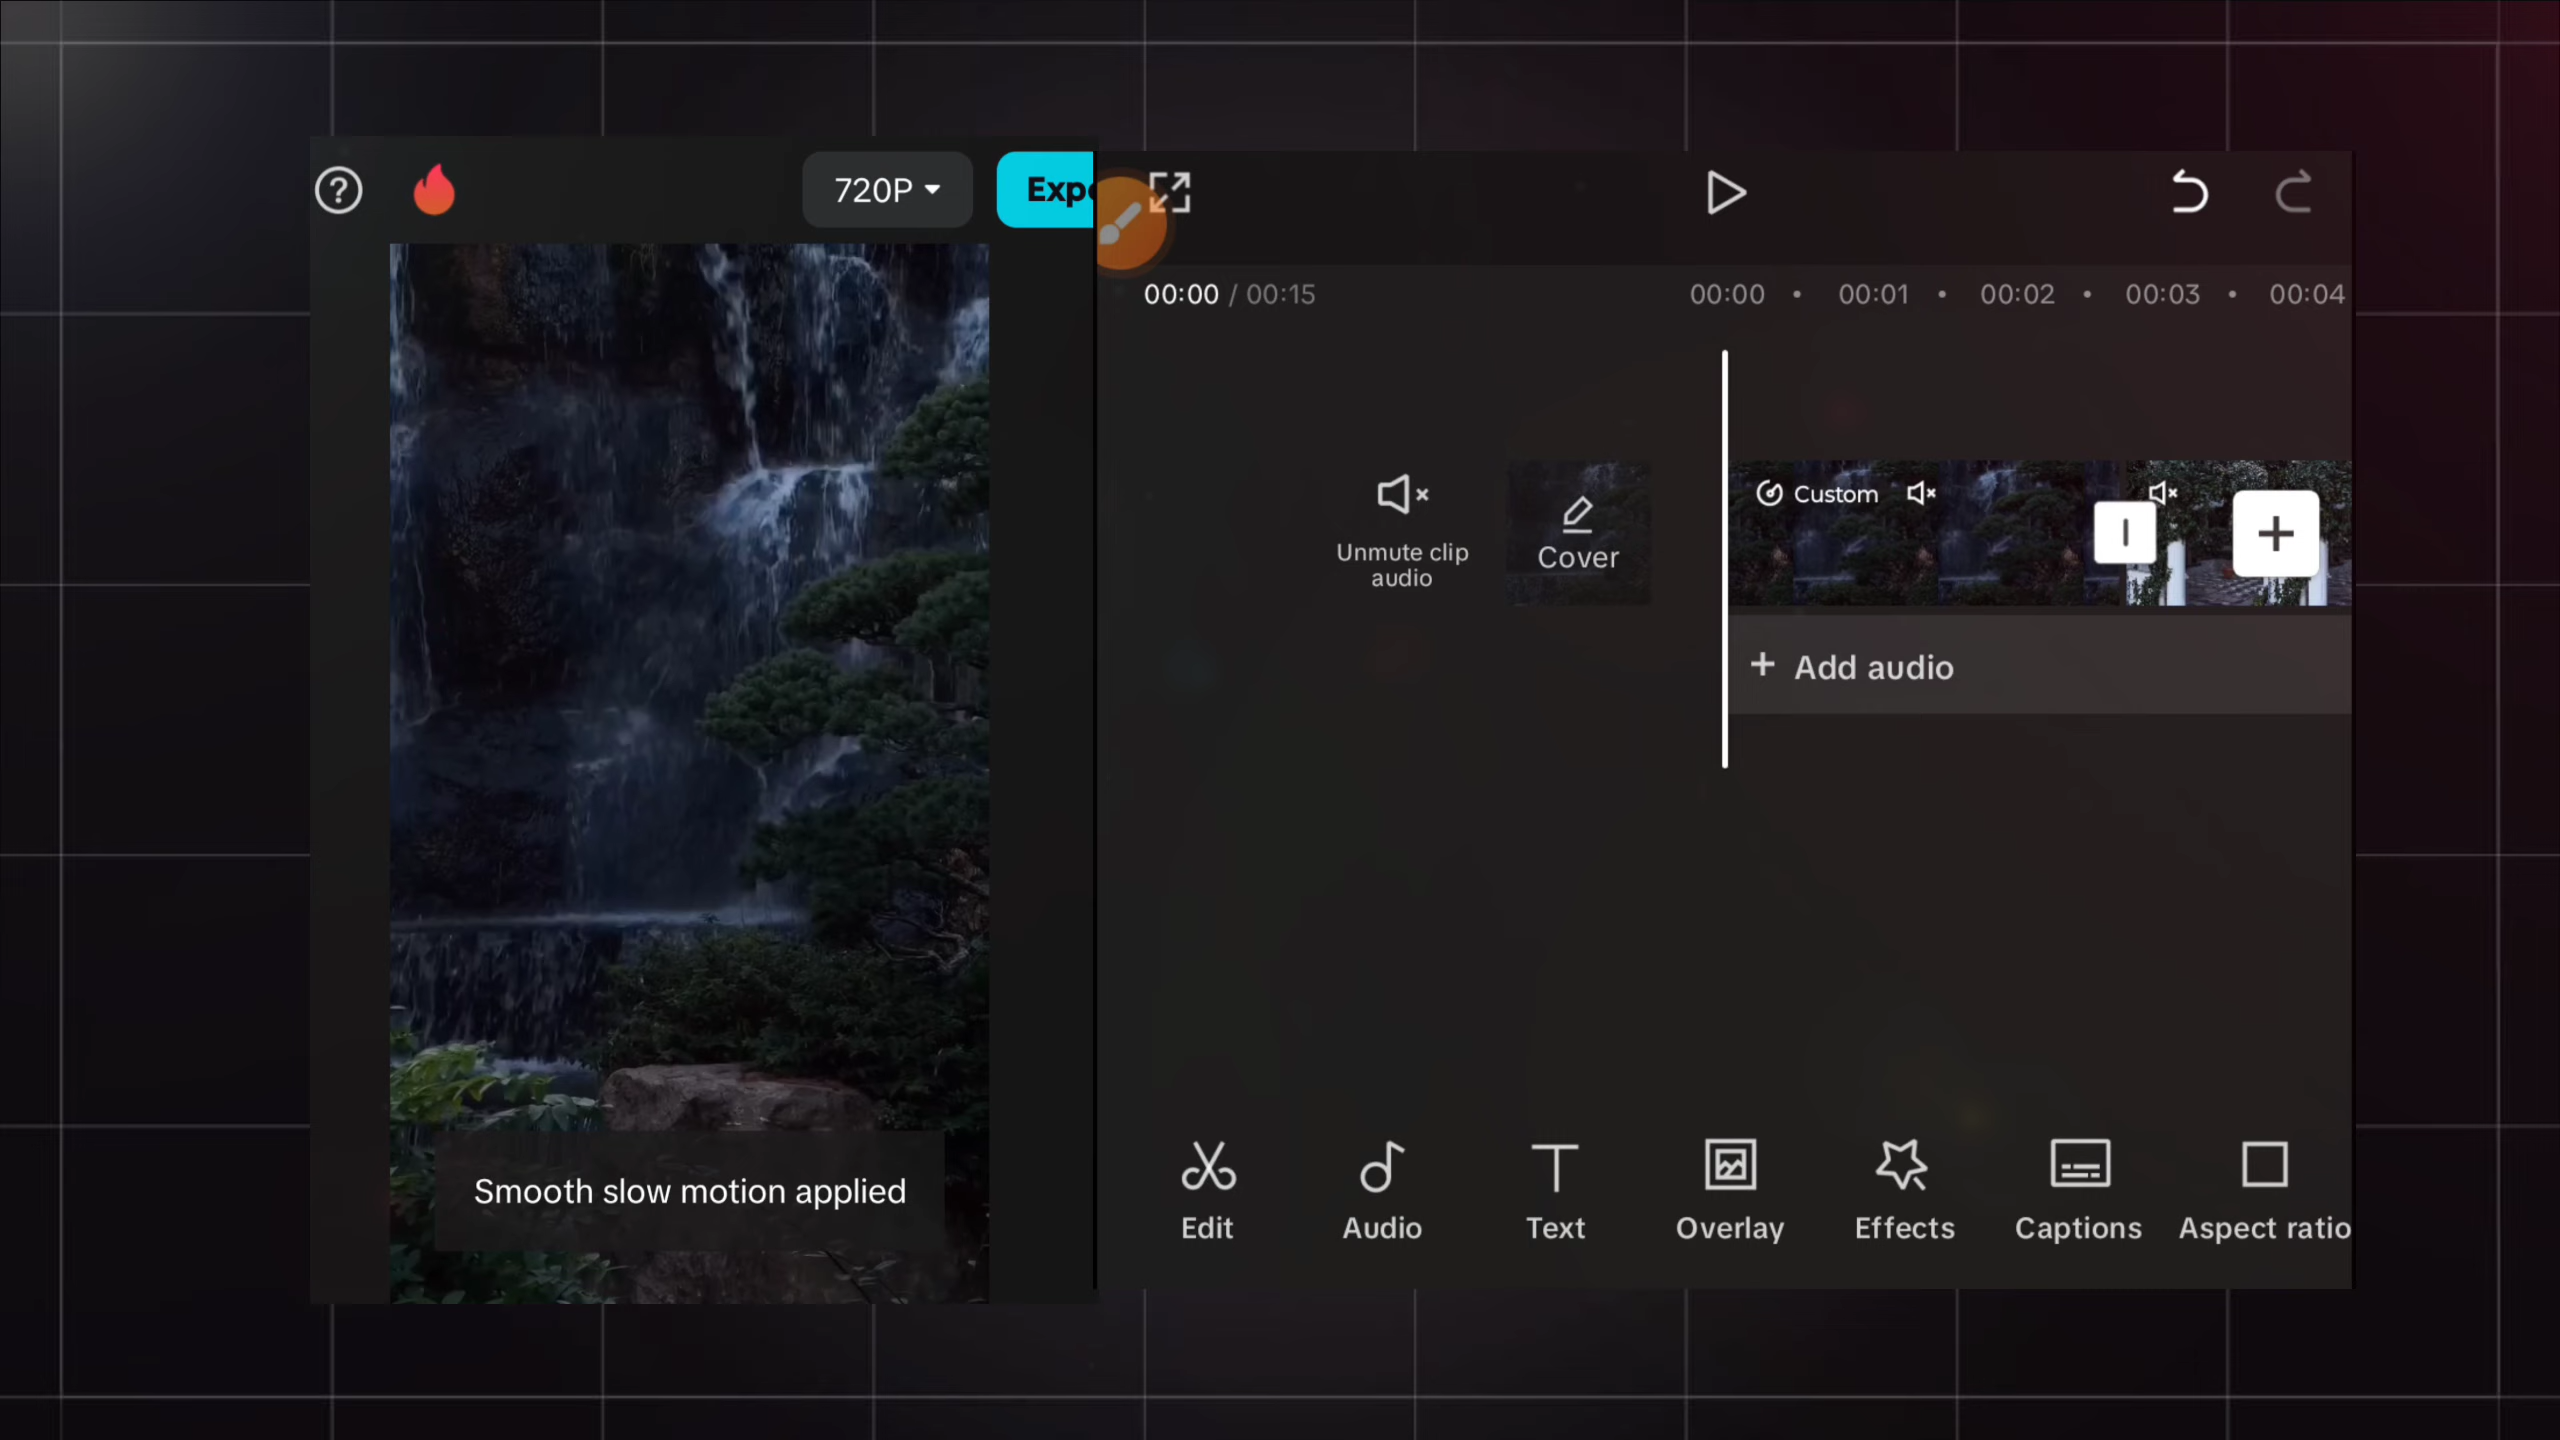 720P
Exp
Smooth slow motion applied
00:00 / 00:15
00:00 • 00:01 • 00:02 • 00:03 • 00:04
Unmute clip
audio
Cover
Custom
+ Add audio
Edit
Audio
Text
Overlay
Effects
Captions
Aspect ratio